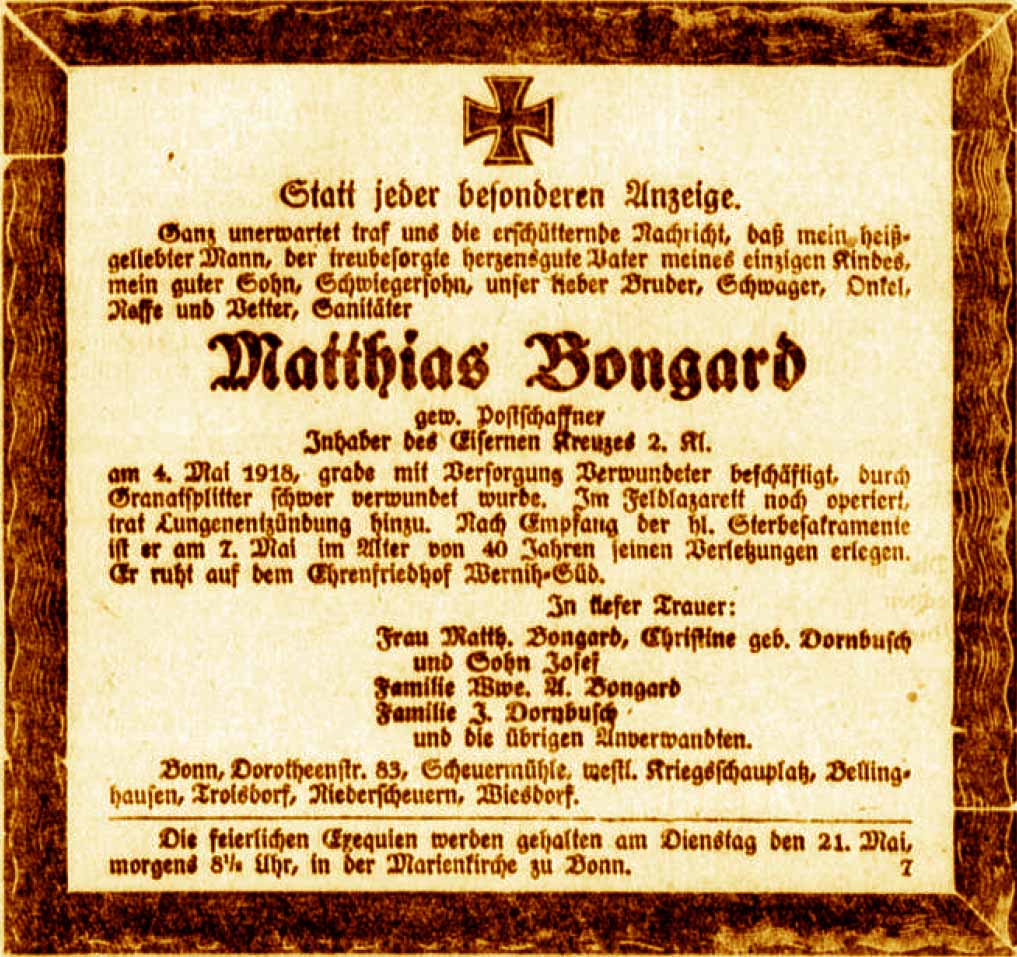 Statt jeder besonderen Anzeige.
Ganz unerwartet traf uns die erschütternde Nachricht, daß mein heiß-
geliebter Mann, der treubesorgte herzensgute Vater meines einzigen Kindes,
mein guter Sohn, Schwiegersohn, unser lieber Bruder, Schwager, Onkel,
Neffe und Vetter, Sanitäter
Matthias Bongard
gew. Postschaffner
Inhaber des Eisernen Kreuzes 2. Kl.
am 4. Mai 1918, grade mit Versorgung Verwundeter beschäftigt, durch
Granatsplitter schwer verwundet wurde. Im Feldlazarett noch operiert,
trat Lungenentzündung hinzu. Nach Empfang der hl. Sterbesakramente
ist er am 7. Mai im Alter von 40 Jahren seinen Verletzungen erlegen.
Er ruht auf dem Ehrenfriedhof Wernih-Süd.
In tiefer Trauer:
Frau Matth. Bongard, Christine geb. Dornbusch
und Sohn Josef
Familie Wwe. A. Bongard
Familie J. Dornbusch
und die übrigen Anverwandten.
Bonn, Dorotheenstr. 83, Scheuermühle, westl. Kriegsschauplatz, Belling-
hausen, Troisdorf, Niederscheuern, Wiesdorf.
Die feierlichen Exequien werden gehalten am Dienstag den 21. Mai,
morgens Uhr, in der Marienkirche zu Bonn. 7